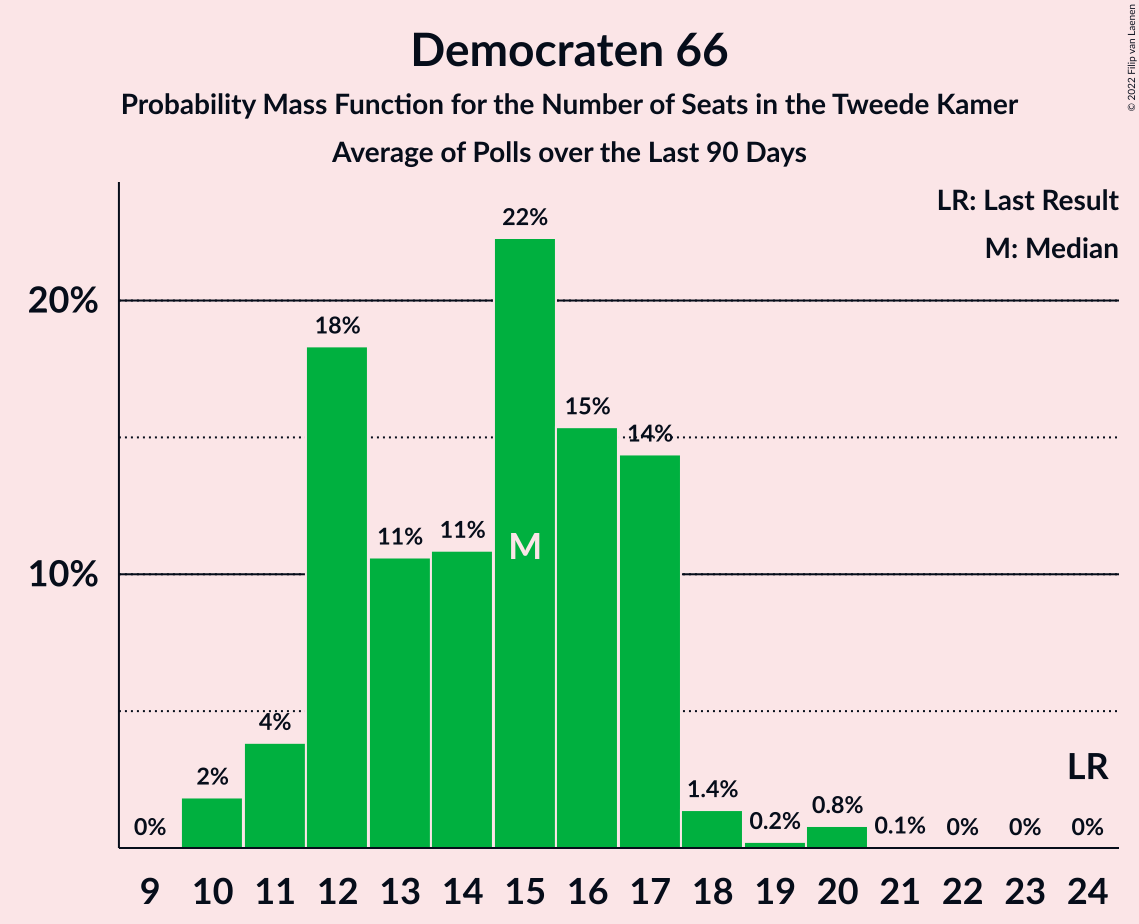 Democraten 66
Probability Mass Function for the Number of Seats in the Tweede Kamer
Average of Polls over the Last 90 Days
© 2022 Filip van Laenen
LR: Last Result
M: Median
20%
10%
0%
2%
4%
18%
11%
11%
22%
15%
14%
1.4%
0.2%
0.8%
0.1%
0%
0%
0%
M
LR
9 10 11 12 13 14 15 16 17 18 19 20 21 22 23 24